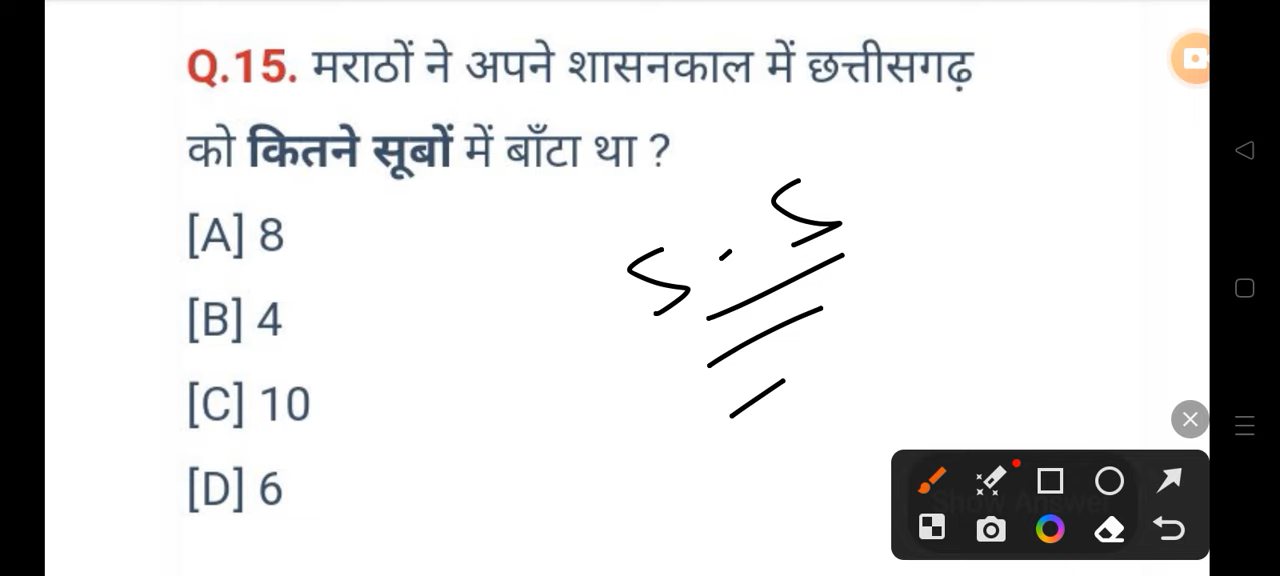 Q.15. मराठों ने अपने शासनकाल में छत्तीसगढ़
को कितने सूबों में बाँटा था ?
[A] 8
[B] 4
[C] 10
[D] 6
S. S